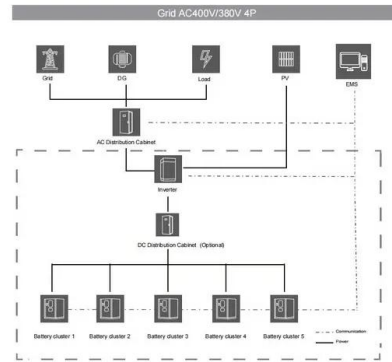 Grid AC400V/380V 4P
Grid
DG
Load
PV
EMS
AC Distribution Cabinet
Inverter
DC Distribution Cabinet (Optional)
Battery cluster 1
Battery cluster 2
Battery cluster 3
Battery cluster 4
Battery cluster 5
Communication
Power